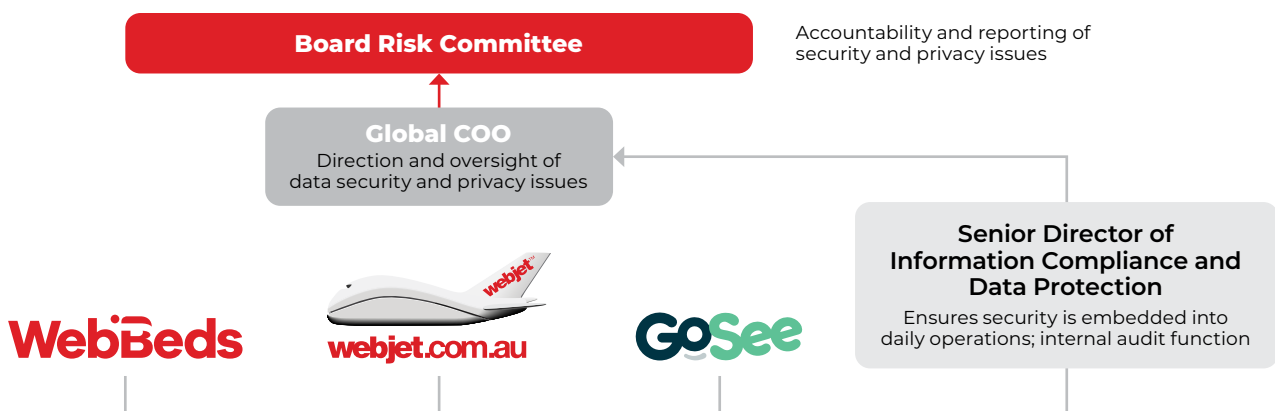 Board Risk Committee
Accountability and reporting of
security and privacy issues
Global COO
Direction and oversight of
data security and privacy issues
Senior Director of
Information Compliance and
Data Protection
Ensures security is embedded into
daily operations; internal audit function
WebBeds
webjet™
webjet.com.au
GoSee